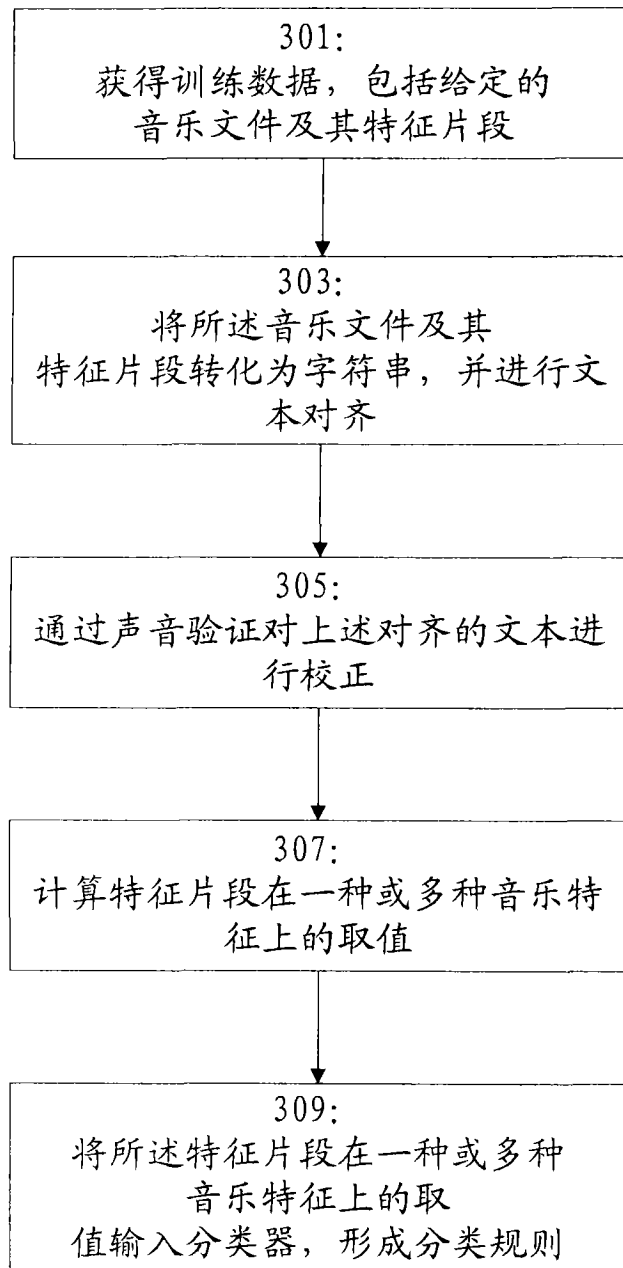 301:
获得训练数据，包括给定的
音乐文件及其特征片段
303:
将所述音乐文件及其
特征片段转化为字符串，并进行文
本对齐
305:
通过声音验证对上述对齐的文本进
行校正
307:
计算特征片段在一种或多种音乐特
征上的取值
309:
将所述特征片段在一种或多种
音乐特征上的取
值输入分类器，形成分类规则